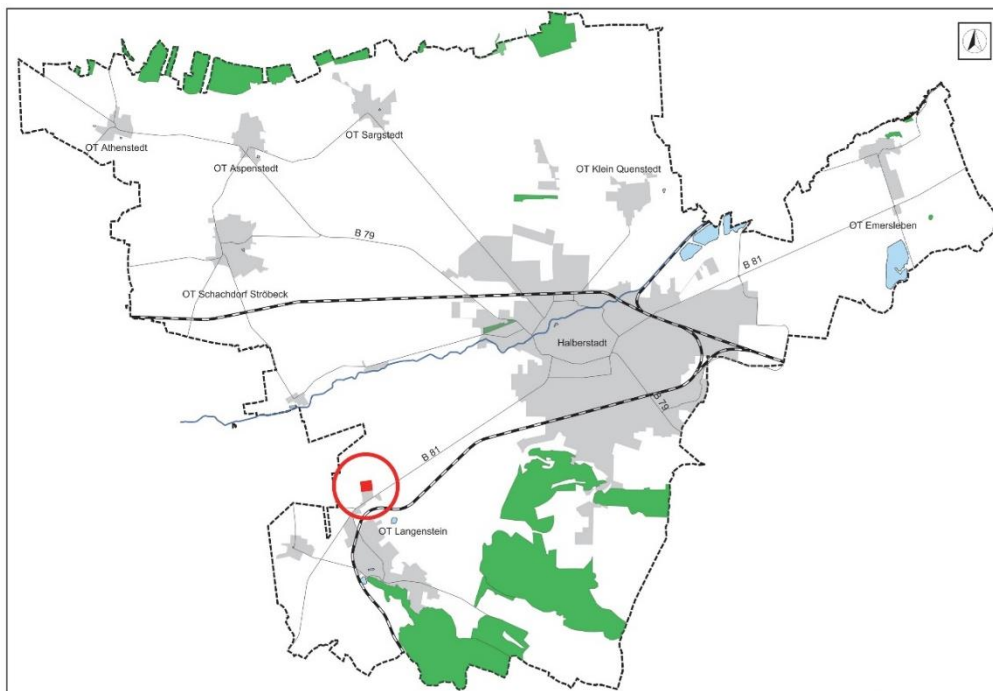 OT Athenstedt
OT Sargstedt
OT Aspenstedt
OT Klein Quenstedt
OT Emersleben
B 79
B 81
OT Schachdorf Ströbeck
Halberstadt
B 79
B 81
OT Langenstein